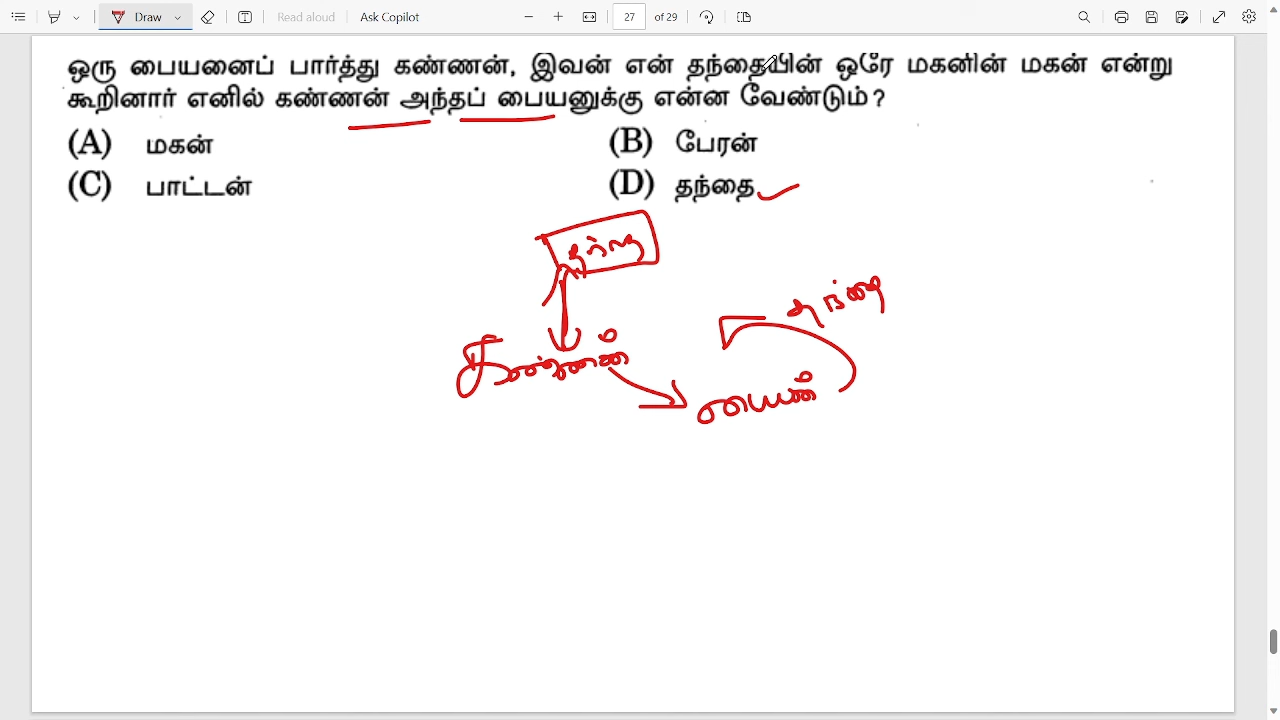 Draw
Read aloud
Ask Copilot
27 of 29
ஒரு பையனைப் பார்த்து கண்ணன், இவன் என் தந்தையின் ஒரே மகனின் மகன் என்று
கூறினார் எனில் கண்ணன் அந்தப் பையனுக்கு என்ன வேண்டும்?
(A) மகன் (B) பேரன்
(C) பாட்டன் (D) தந்தை
தந்தை
தந்தை
கண்ணன்
பையன்